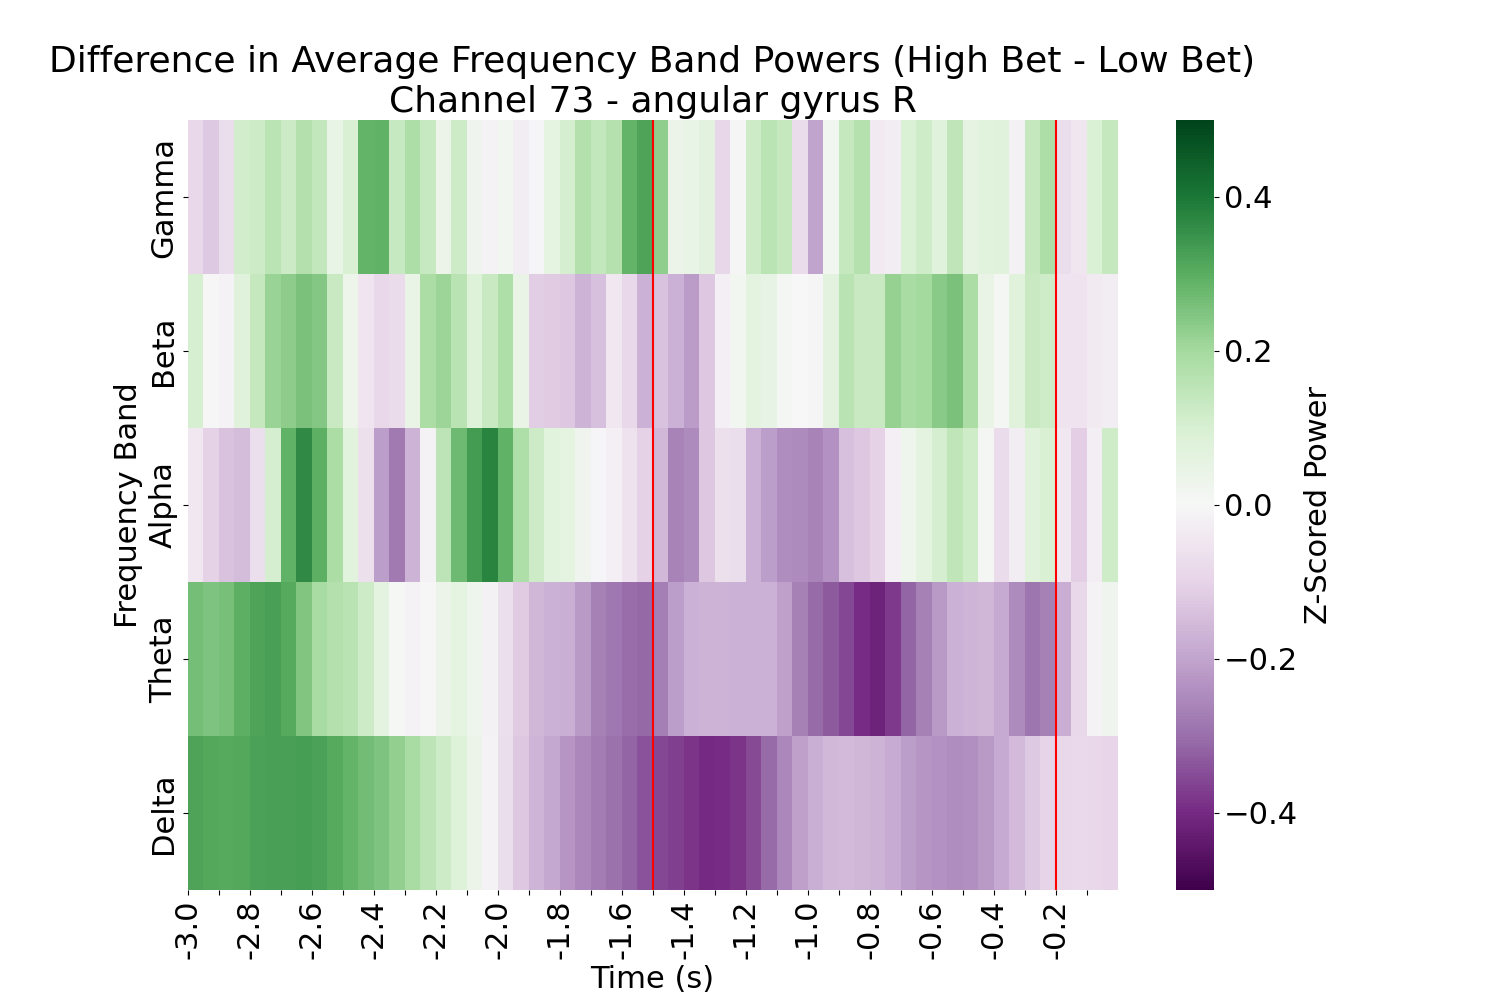 Difference in Average Frequency Band Powers (High Bet - Low Bet)
Channel 73 - angular gyrus R
Frequency Band
Gamma
Beta
Alpha
Theta
Delta
-3.0
-2.8
-2.6
-2.4
-2.2
-2.0
-1.8
-1.6
-1.4
-1.2
-1.0
-0.8
-0.6
-0.4
-0.2
Time (s)
0.4
0.2
0.0
−0.2
−0.4
Z-Scored Power